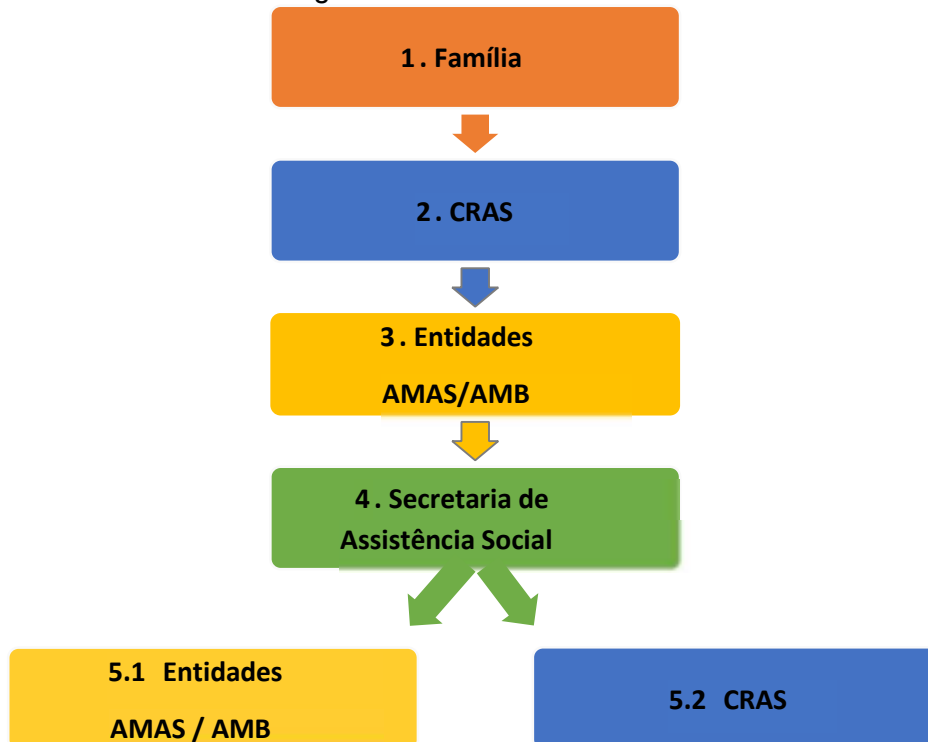 1. Família
2. CRAS
3. Entidades
AMAS/AMB
4. Secretaria de
Assistência Social
5.1 Entidades
AMAS / AMB
5.2 CRAS